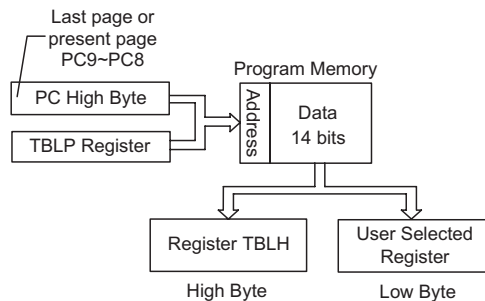 Last page or
present page
PC9~PC8
Program Memory
PC High Byte
TBLP Register
Address
Data
14 bits
Register TBLH
User Selected
Register
High Byte
Low Byte